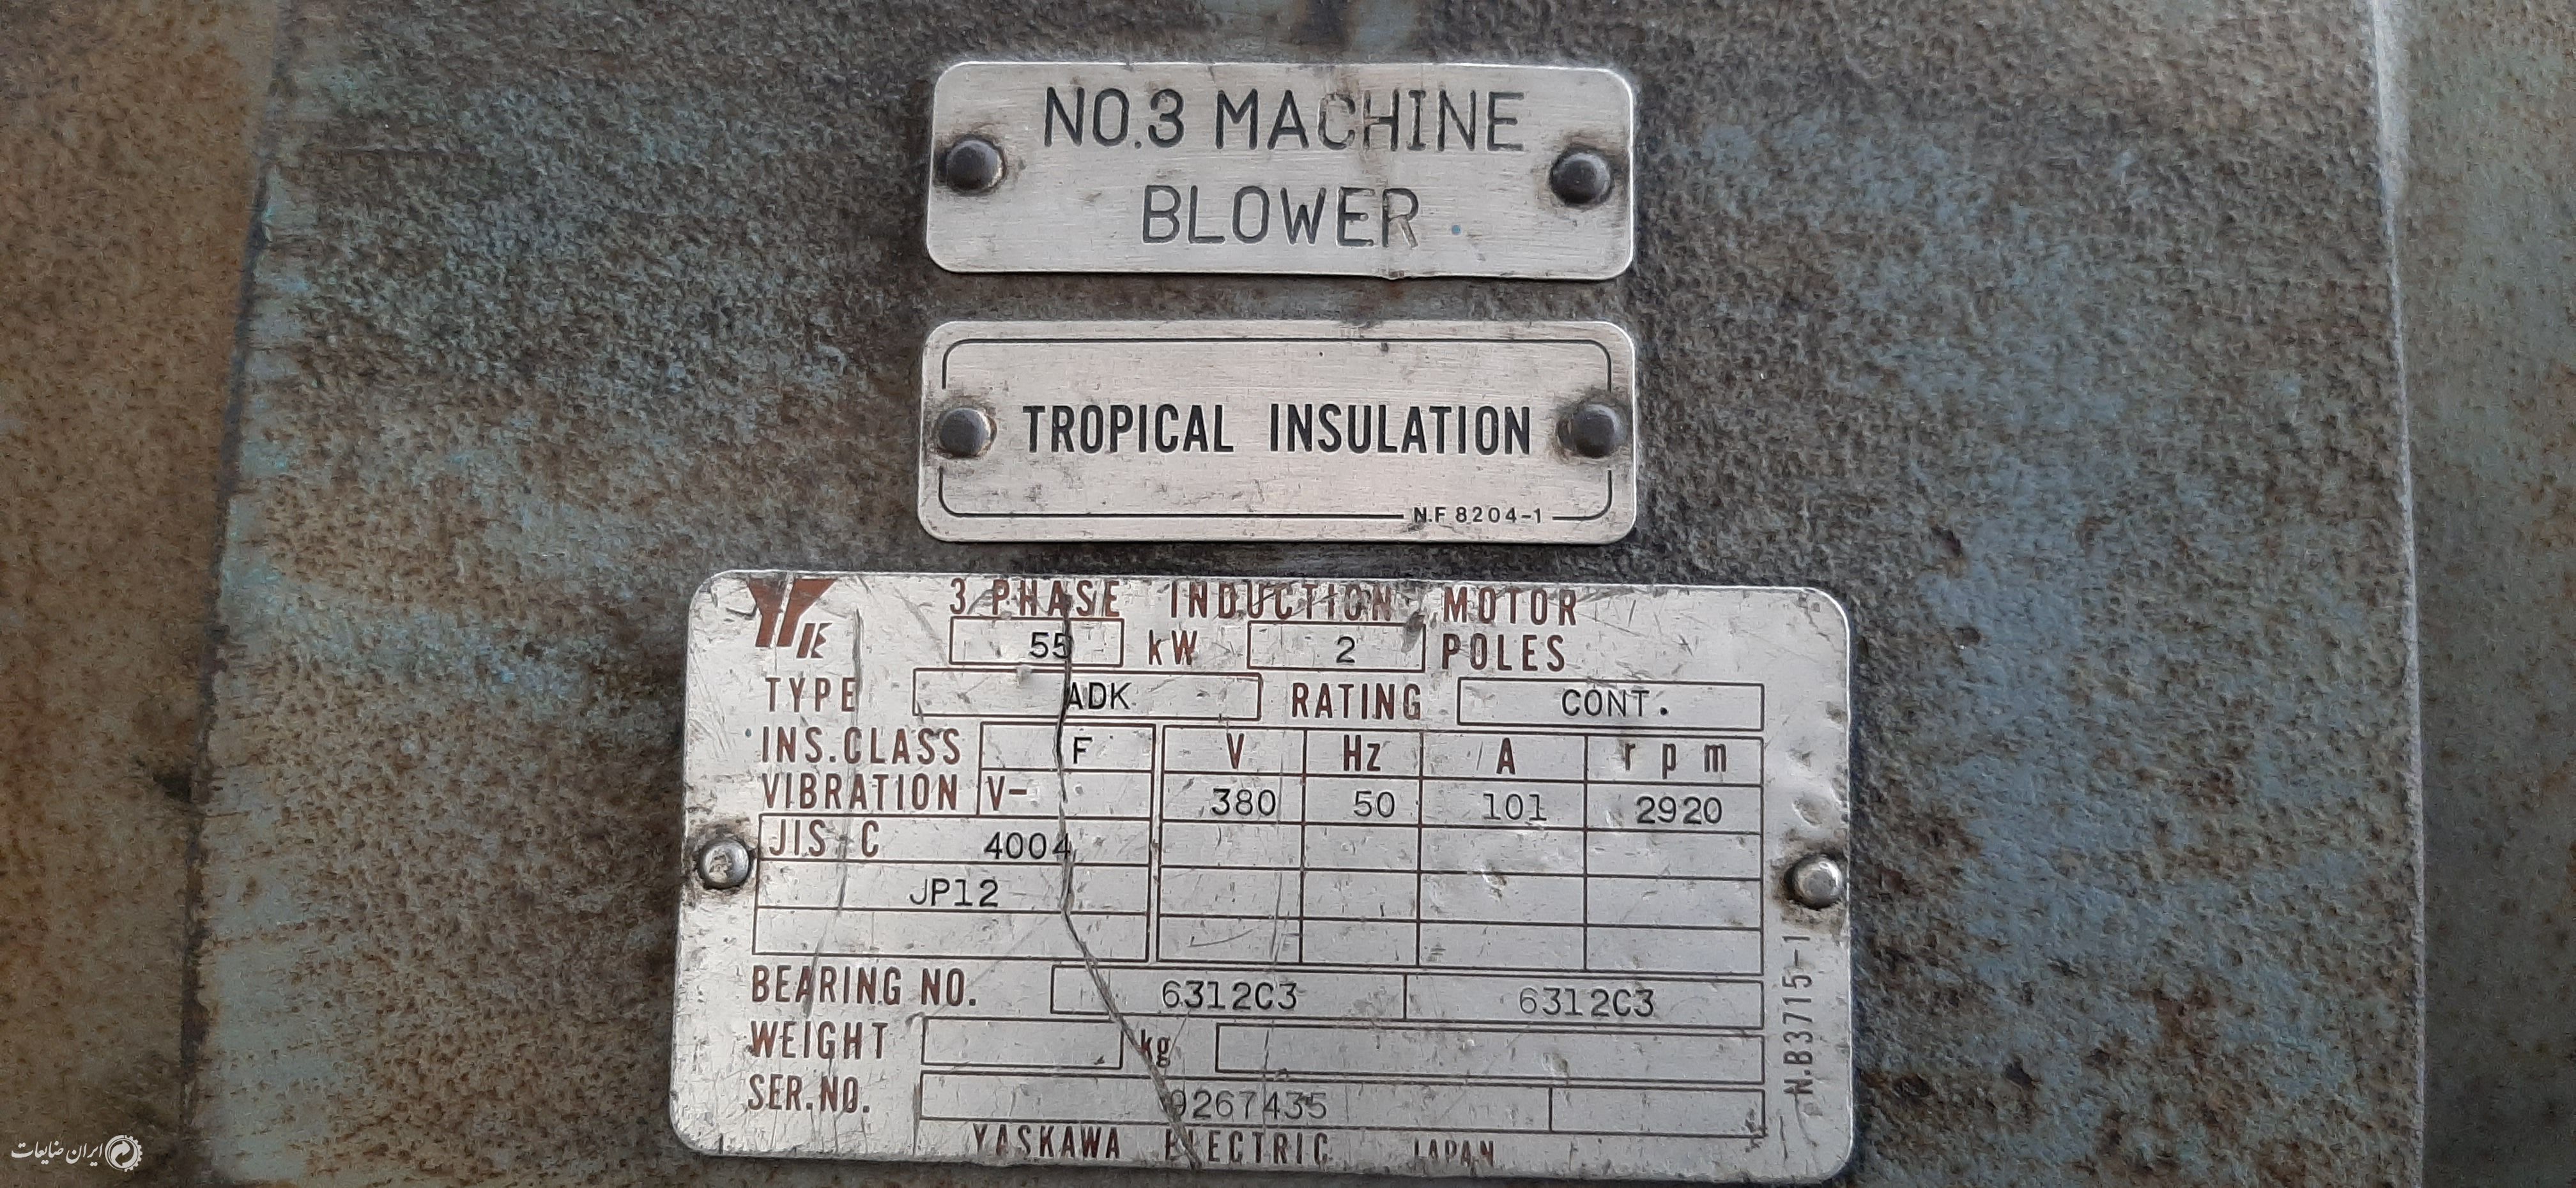 NO.3 MACHINE
BLOWER
TROPICAL INSULATION
N.F 8204-1
3 PHASE INDUCTION MOTOR
55 kW 2 POLES
TYPE ADK RATING CONT.
INS.CLASS F V Hz A rpm
VIBRATION V- 380 50 101 2920
JIS C 4004
JP12
BEARING NO. 6312C3 6312C3
WEIGHT kg
SER.NO. 9267435
YASKAWA ELECTRIC JAPAN
N.B3715-1
ایران ضایعات